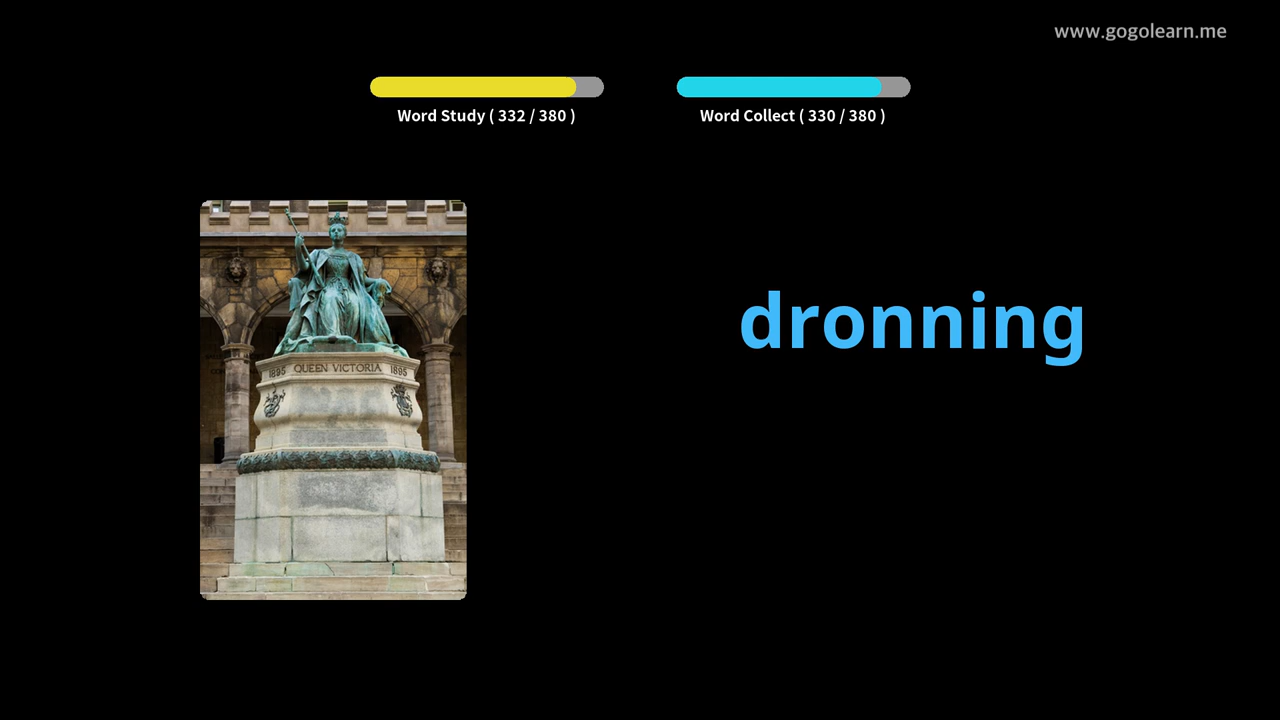 www.gogolearn.me
Word Study ( 332 / 380 )
Word Collect ( 330 / 380 )
dronning
1895 QUEEN VICTORIA 1895